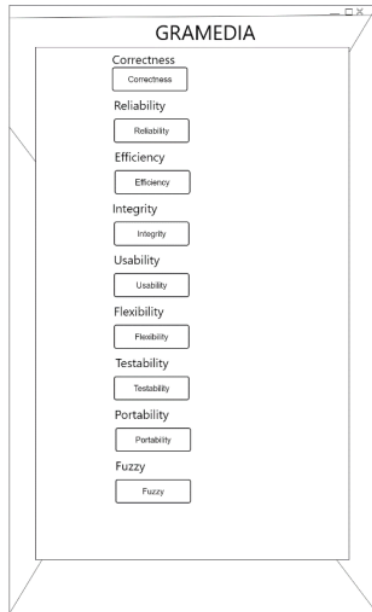 GRAMEDIA
Correctness
Correctness
Reliability
Reliability
Efficiency
Efficiency
Integrity
Integrity
Usability
Usability
Flexibility
Flexibility
Testability
Testability
Portability
Portability
Fuzzy
Fuzzy